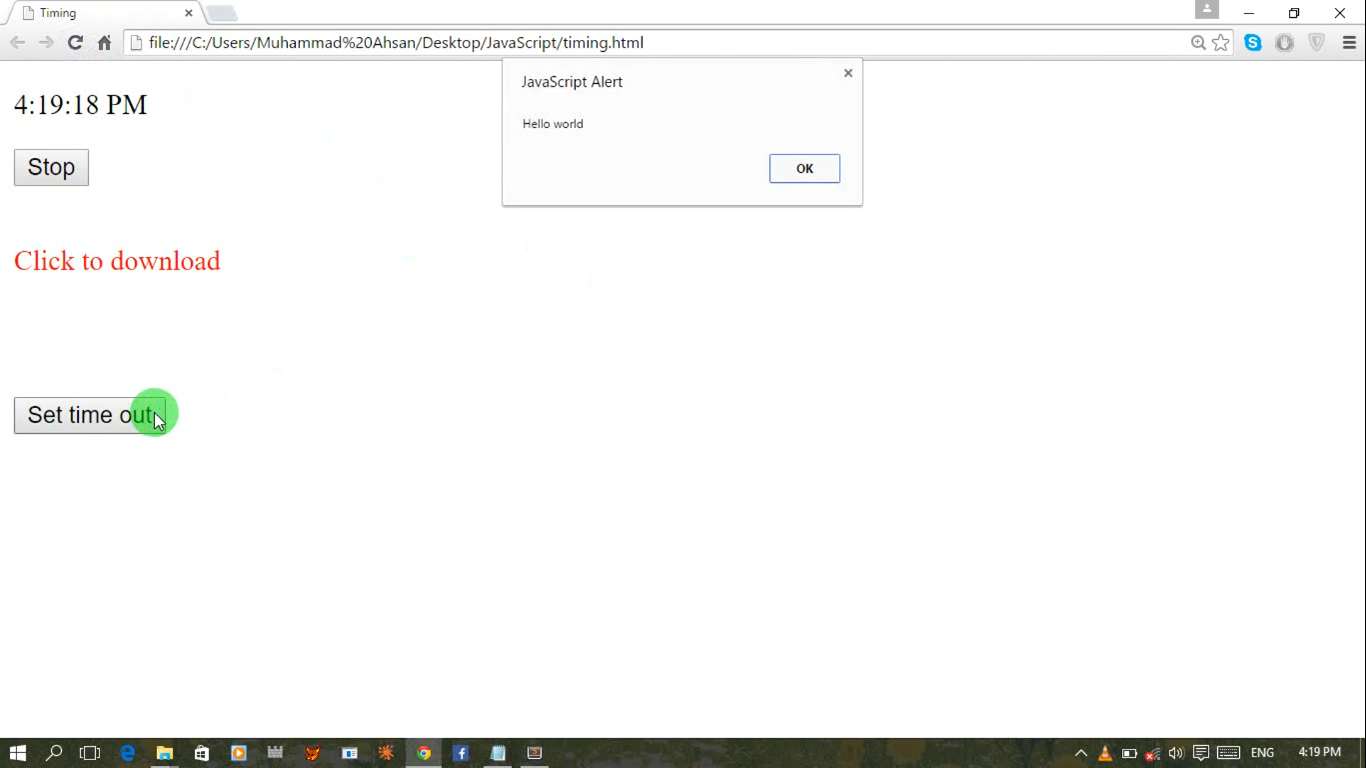 Timing
file:///C:/Users/Muhammad%20Ahsan/Desktop/JavaScript/timing.html
JavaScript Alert
Hello world
OK
4:19:18 PM
Stop
Click to download
Set time out
ENG
4:19 PM